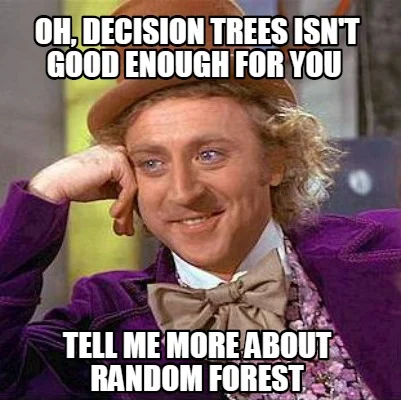 OH, DECISION TREES ISN'T
GOOD ENOUGH FOR YOU
TELL ME MORE ABOUT
RANDOM FOREST